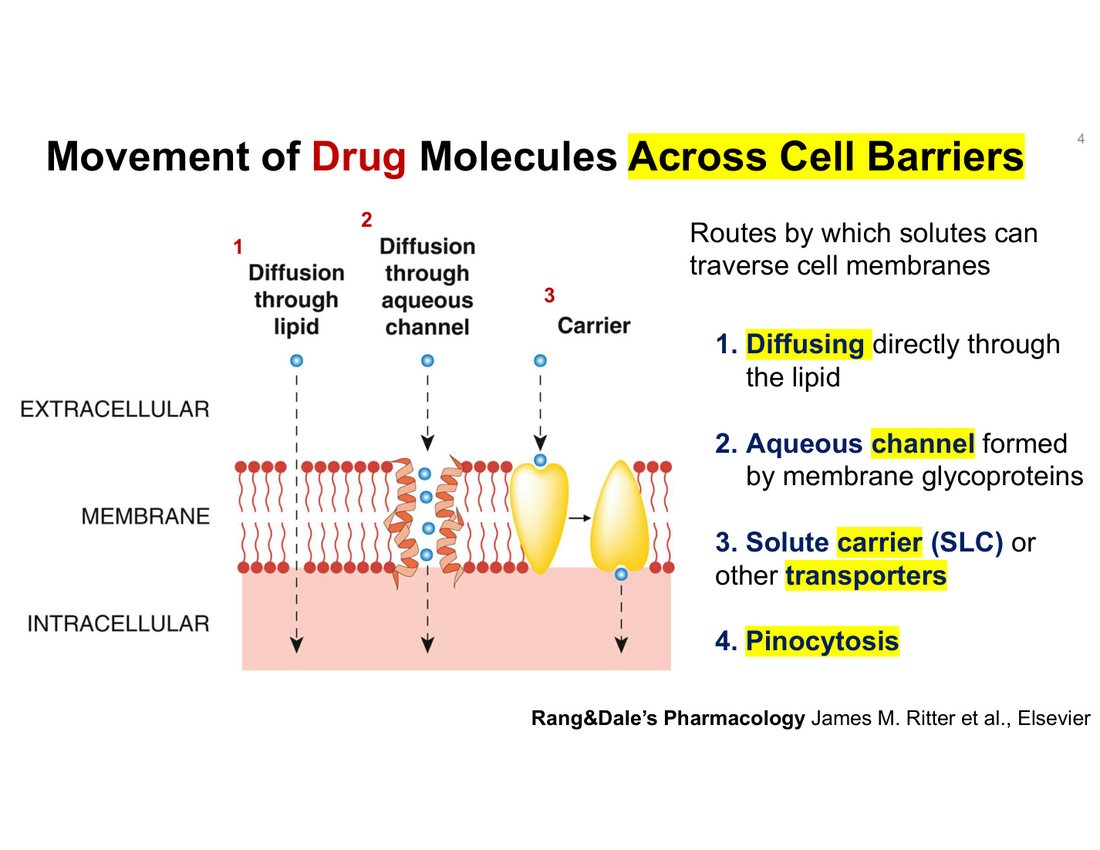 4
Movement of Drug Molecules Across Cell Barriers
1
Diffusion
through
lipid
2
Diffusion
through
aqueous
channel
3
Carrier
EXTRACELLULAR
MEMBRANE
INTRACELLULAR
Routes by which solutes can
traverse cell membranes
1. Diffusing directly through
the lipid
2. Aqueous channel formed
by membrane glycoproteins
3. Solute carrier (SLC) or
other transporters
4. Pinocytosis
Rang&Dale’s Pharmacology James M. Ritter et al., Elsevier